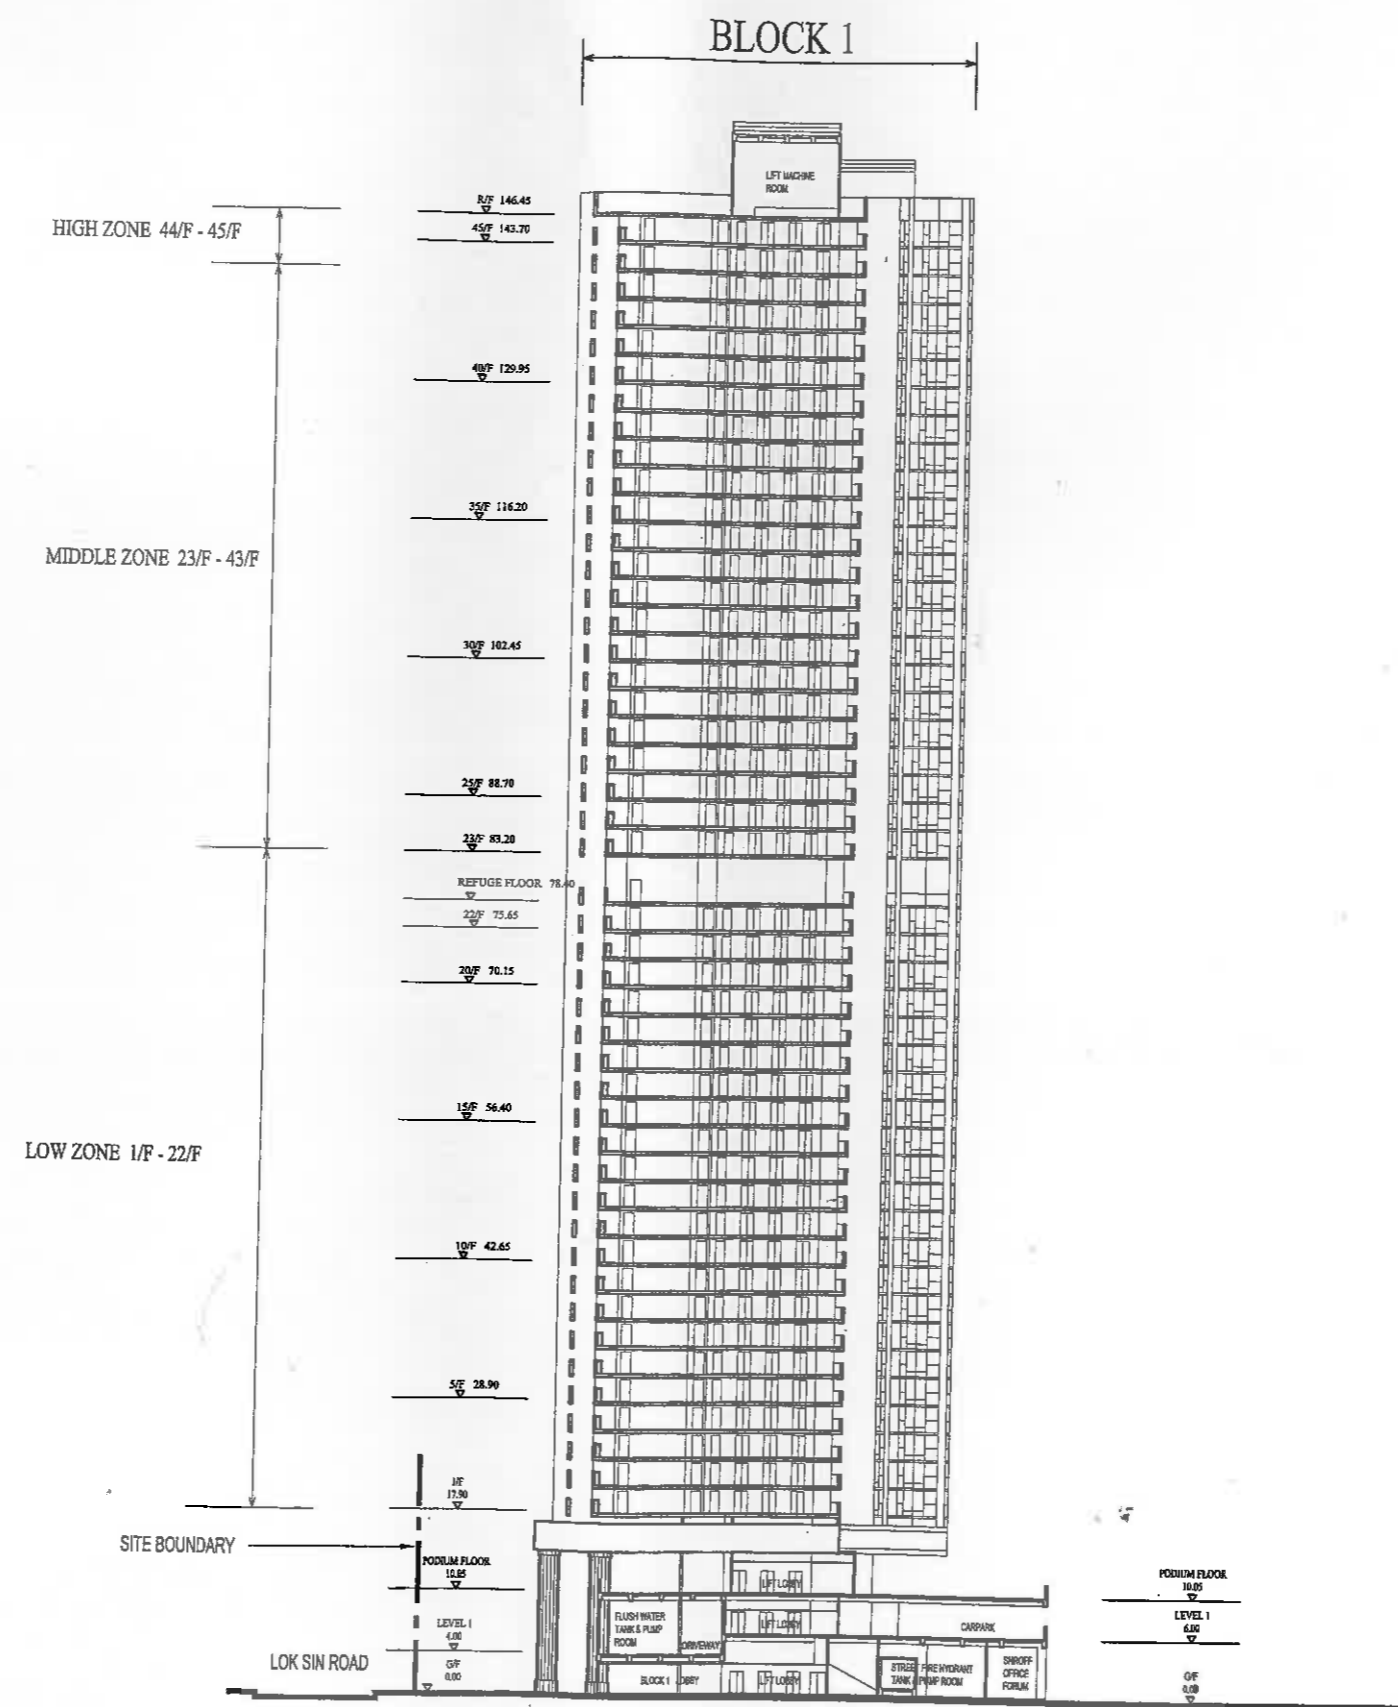 BLOCK 1
LIFT MACHINE
ROOM
R/F 146.45
HIGH ZONE 44/F - 45/F
45/F 143.70
40/F 129.95
35/F 116.20
MIDDLE ZONE 23/F - 43/F
30/F 102.45
25/F 88.70
23/F 83.20
REFUGE FLOOR 78.40
22/F 75.65
20/F 70.15
15/F 56.40
LOW ZONE 1/F - 22/F
10/F 42.65
5/F 28.90
1/F
17.90
SITE BOUNDARY
PODIUM FLOOR
10.05
LIFT LOBBY
PODIUM FLOOR
10.05
LEVEL 1
FLUSH WATER
TANK & PUMP
ROOM
DRIVEWAY
LIFT LOBBY
CARPARK
LEVEL 1
6.00
LOK SIN ROAD
G/F
0.00
BLOCK 1 LOBBY
LIFT LOBBY
STREET FIRE HYDRANT
TANK & PUMP ROOM
SHROFF
OFFICE
FORUM
G/F
0.00